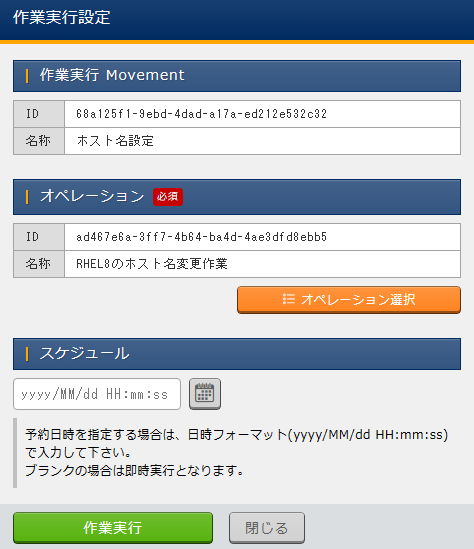 作業実行設定
作業実行 Movement
ID 68a125f1-9ebd-4dad-a17a-ed212e532c32
名称 ホスト名設定
オペレーション 必須
ID ad467e6a-3ff7-4b64-ba4d-4ae3dfd8ebb5
名称 RHEL8のホスト名変更作業
オペレーション選択
スケジュール
yyyy/MM/dd HH:mm:ss
予約日時を指定する場合は、日時フォーマット(yyyy/MM/dd HH:mm:ss)
で入力して下さい。
ブランクの場合は即時実行となります。
作業実行 閉じる